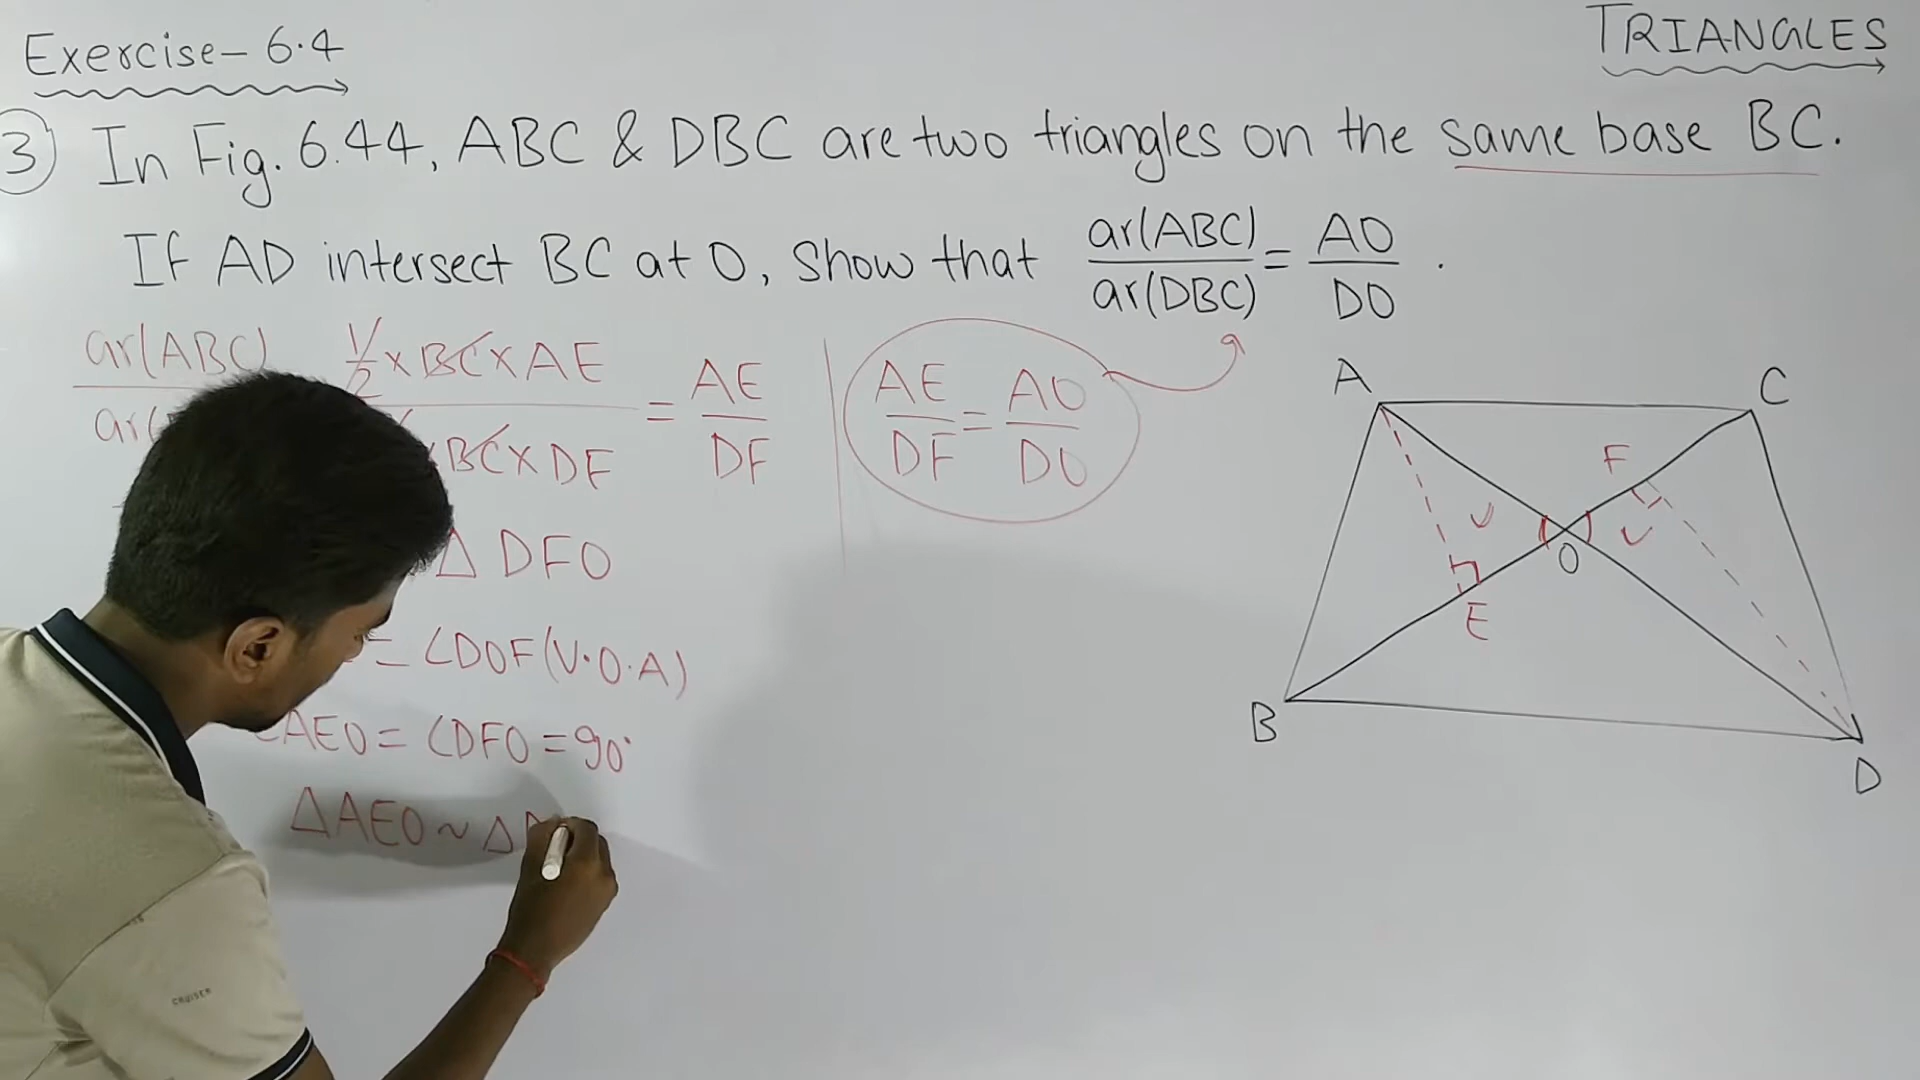 Exercise- 6.4
TRIANGLES
3 In Fig. 6.44, ABC & DBC are two triangles on the same base BC.
If AD intersect BC at O, show that ar(ABC)/ar(DBC) = AO/DO .
ar(ABC) 1/2 × BC × AE = AE/DF
ar( × BC × DF
AE/DF = AO/DO
Δ DFO
= ∠DOF (V.O.A)
∠AEO = ∠DFO = 90°
ΔAEO ~ Δ
A
C
F
O
E
B
D
CRUISER